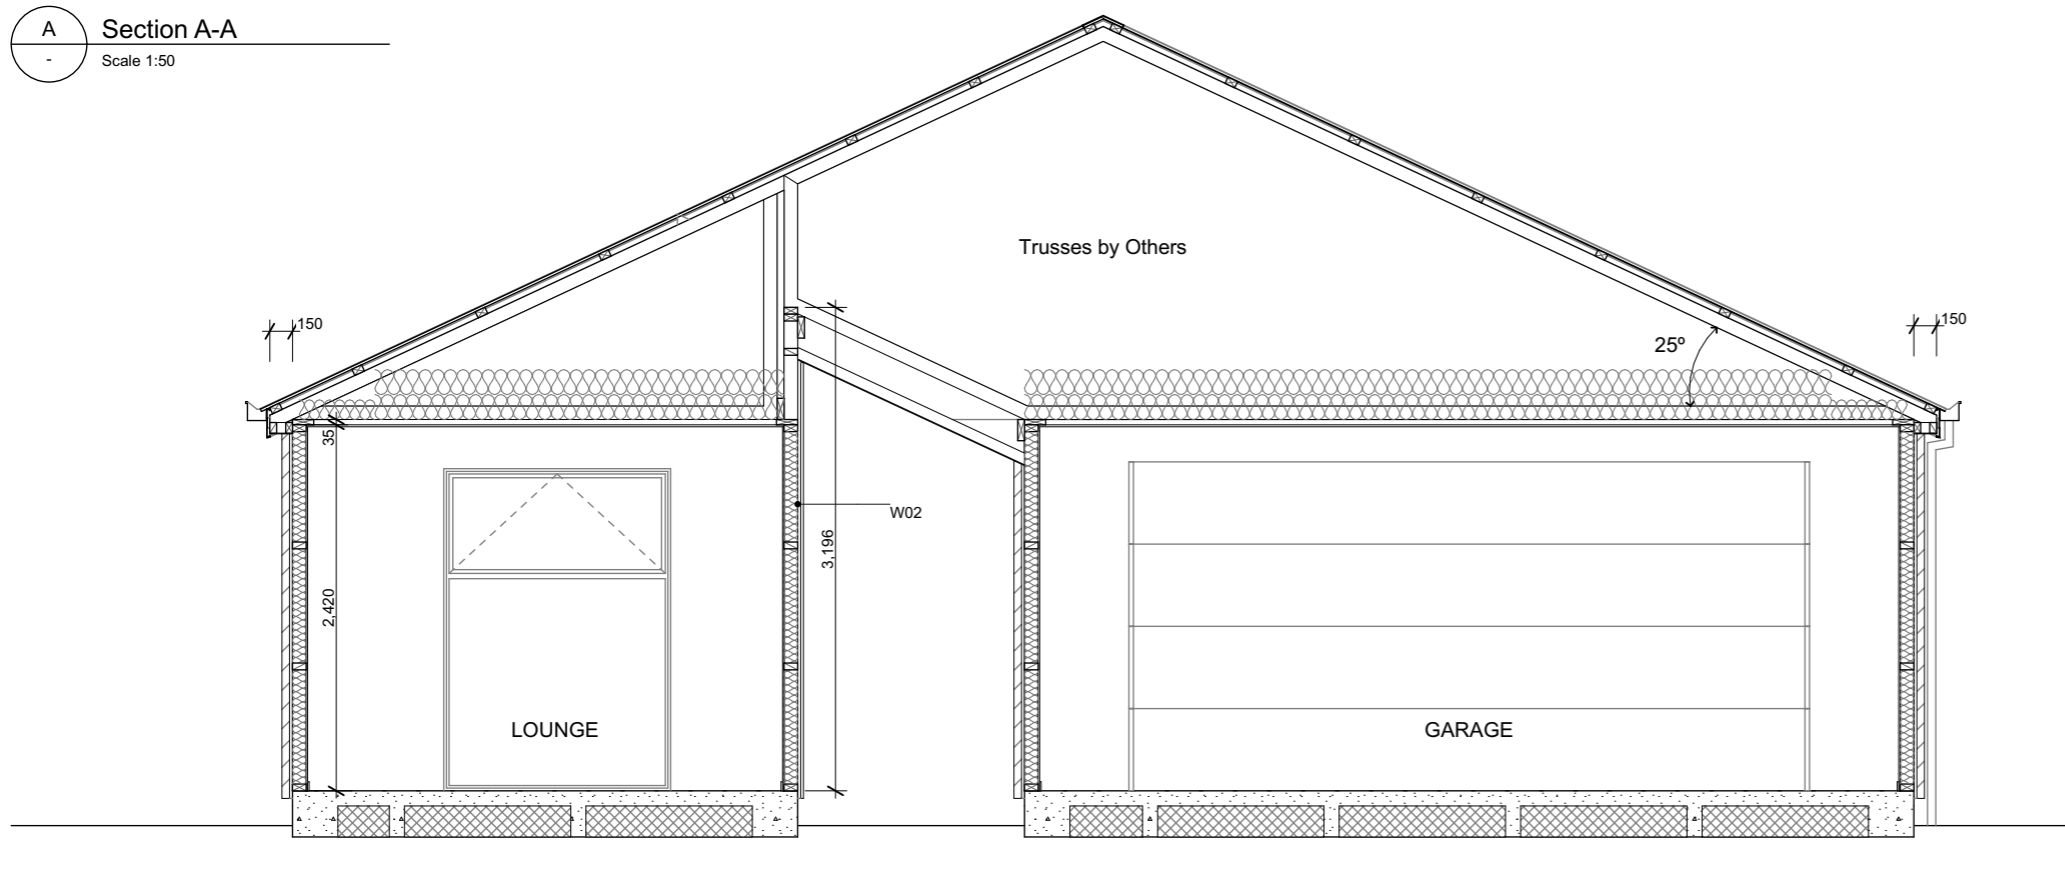 A
Section A-A
-
Scale 1:50
Trusses by Others
150
150
25º
35
W02
3,196
2,420
LOUNGE
GARAGE